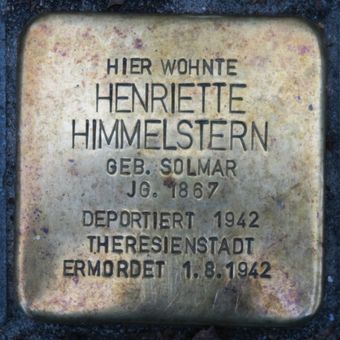 HIER WOHNTE
HENRIETTE
HIMMELSTERN
GEB. SOLMAR
JG. 1867
DEPORTIERT 1942
THERESIENSTADT
ERMORDET 1.8.1942